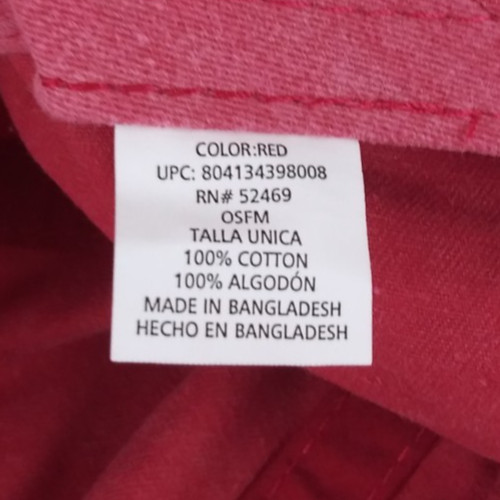 COLOR:RED
UPC: 804134398008
RN# 52469
OSFM
TALLA UNICA
100% COTTON
100% ALGODÓN
MADE IN BANGLADESH
HECHO EN BANGLADESH